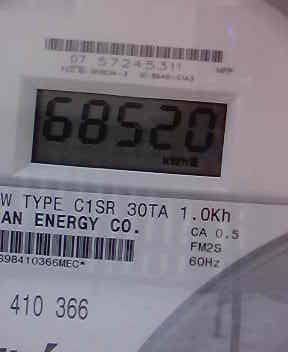 07 57245311
68520
kWh
W TYPE C1SR 30TA 1.0Kh
AN ENERGY CO.
CA 0.5
FM2S
898410366MEC*
60Hz
410 366